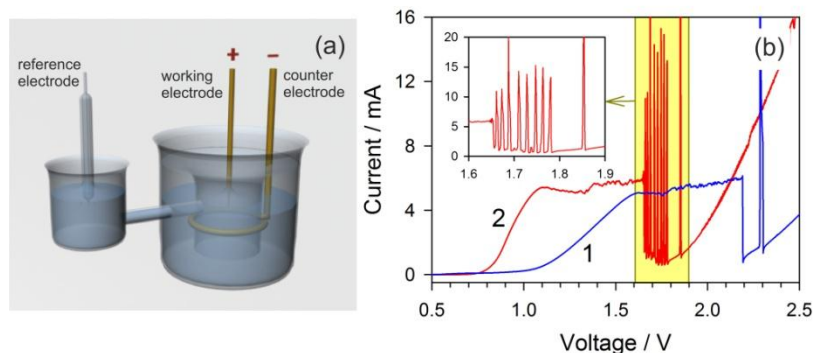 (a)
reference
electrode
+
−
working
electrode
counter
electrode
(b)
Current / mA
16
12
8
4
0
20
15
10
5
0
1.6
1.7
1.8
1.9
2
1
0.5
1.0
1.5
2.0
2.5
Voltage / V